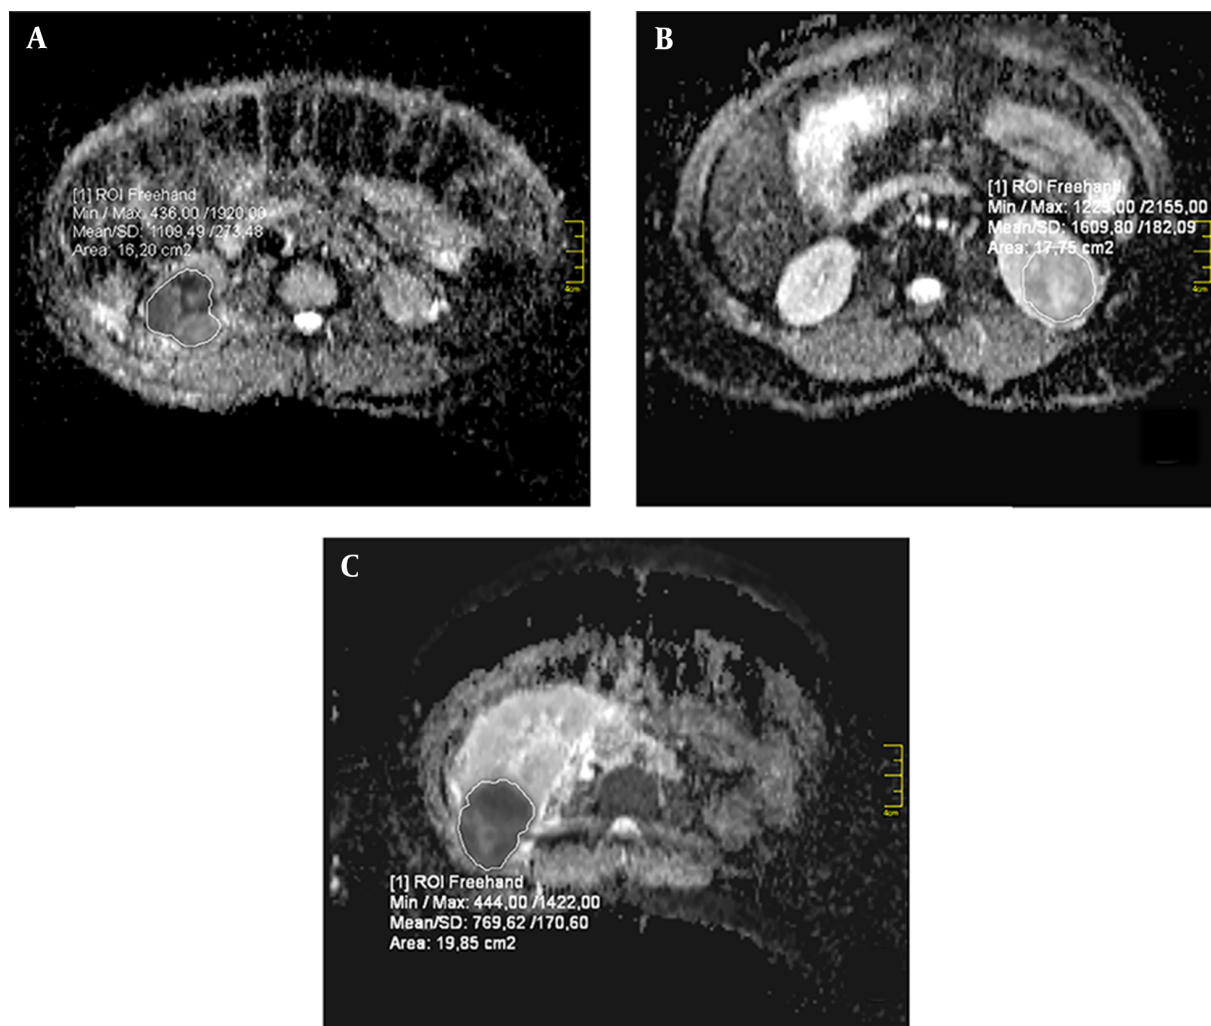 A
[1] ROI Freehand
Min / Max: 436,00 /1920,00
Mean/SD: 1109,49 /273,48
Area: 16,20 cm2
4cm
B
[1] ROI Freehand
Min / Max: 1225,00 /2155,00
Mean/SD: 1609,80 /182,09
Area: 17,75 cm2
4cm
C
4cm
[1] ROI Freehand
Min / Max: 444,00 /1422,00
Mean/SD: 769,62 /170,60
Area: 19,85 cm2